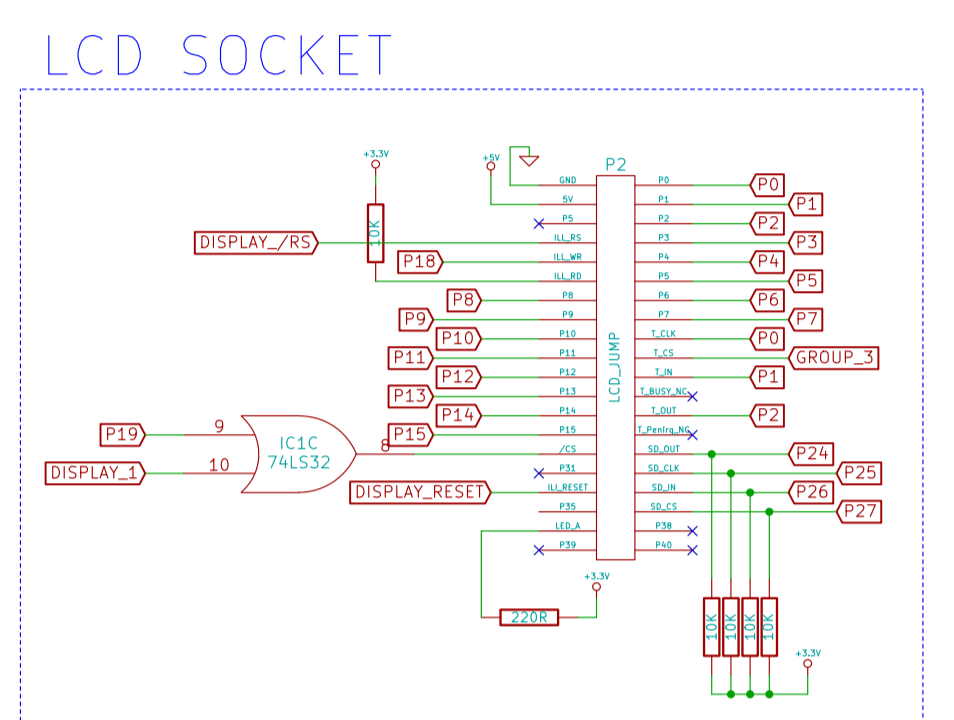 LCD SOCKET
+3.3V
+5V
P2
GND
P0
P0
5V
P1
P1
P5
P2
P2
10K
DISPLAY_/RS
ILL_RS
P3
P3
P18
ILL_WR
P4
P4
ILL_RD
P5
P5
P8
P8
P6
P6
P9
P9
P7
P7
P10
P10
T_CLK
P0
P11
P11
T_CS
GROUP_3
LCD_JUMP
P12
P12
T_IN
P1
P13
P13
T_BUSY_NC
P14
P14
T_OUT
P2
P19
9
P15
P15
T_PenIrq_NC
IC1C
74LS32
8
/CS
SD_OUT
P24
DISPLAY_1
10
P31
SD_CLK
P25
DISPLAY_RESET
ILL_RESET
SD_IN
P26
P35
SD_CS
P27
LED_A
P38
P39
P40
+3.3V
220R
10K
10K
10K
10K
+3.3V